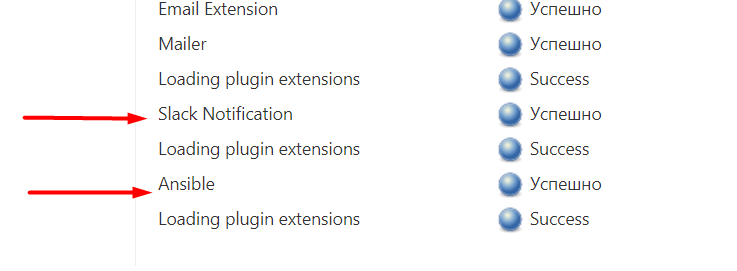 Email Extension Успешно
Mailer Успешно
Loading plugin extensions Success
Slack Notification Успешно
Loading plugin extensions Success
Ansible Успешно
Loading plugin extensions Success